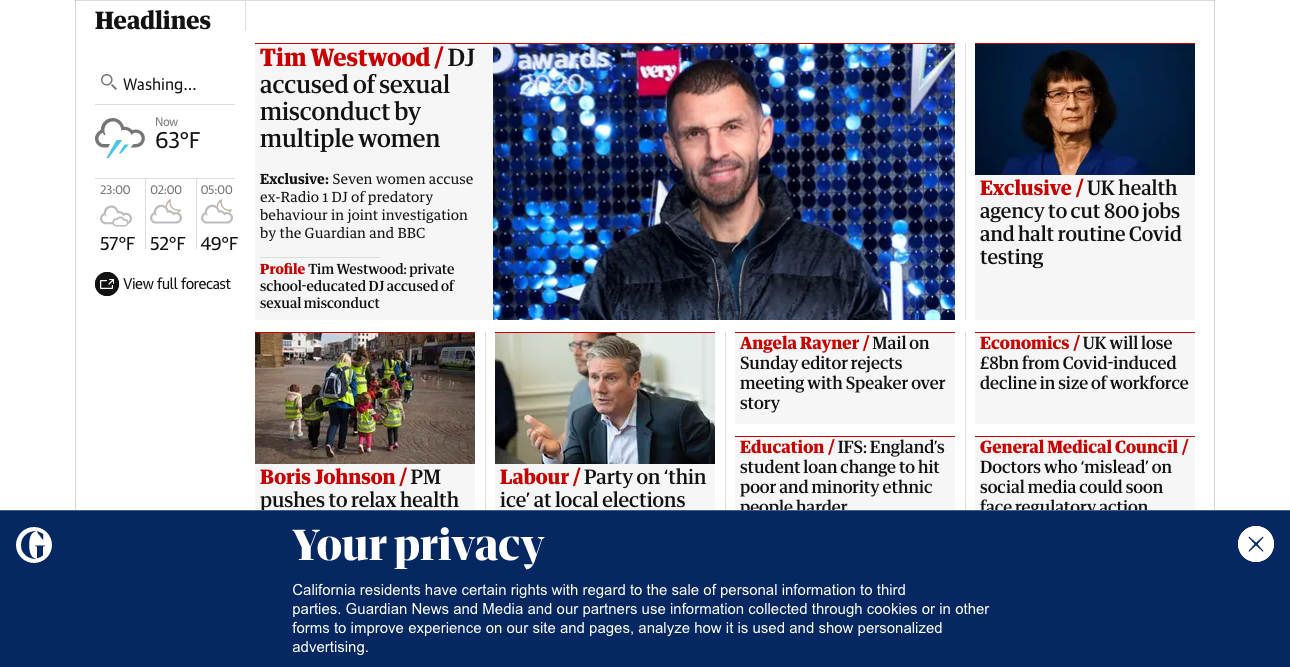 Headlines
Washing...
Now
63°F
23:00
02:00
05:00
57°F
52°F
49°F
View full forecast
Tim Westwood / DJ
accused of sexual
misconduct by
multiple women
Exclusive: Seven women accuse
ex-Radio 1 DJ of predatory
behaviour in joint investigation
by the Guardian and BBC
Profile Tim Westwood: private
school-educated DJ accused of
sexual misconduct
awards
2020
very
Exclusive / UK health
agency to cut 800 jobs
and halt routine Covid
testing
Boris Johnson / PM
pushes to relax health
Labour / Party on ‘thin
ice’ at local elections
Angela Rayner / Mail on
Sunday editor rejects
meeting with Speaker over
story
Economics / UK will lose
£8bn from Covid-induced
decline in size of workforce
Education / IFS: England’s
student loan change to hit
poor and minority ethnic
people harder
General Medical Council /
Doctors who ‘mislead’ on
social media could soon
face regulatory action
G
Your privacy
California residents have certain rights with regard to the sale of personal information to third
parties. Guardian News and Media and our partners use information collected through cookies or in other
forms to improve experience on our site and pages, analyze how it is used and show personalized
advertising.